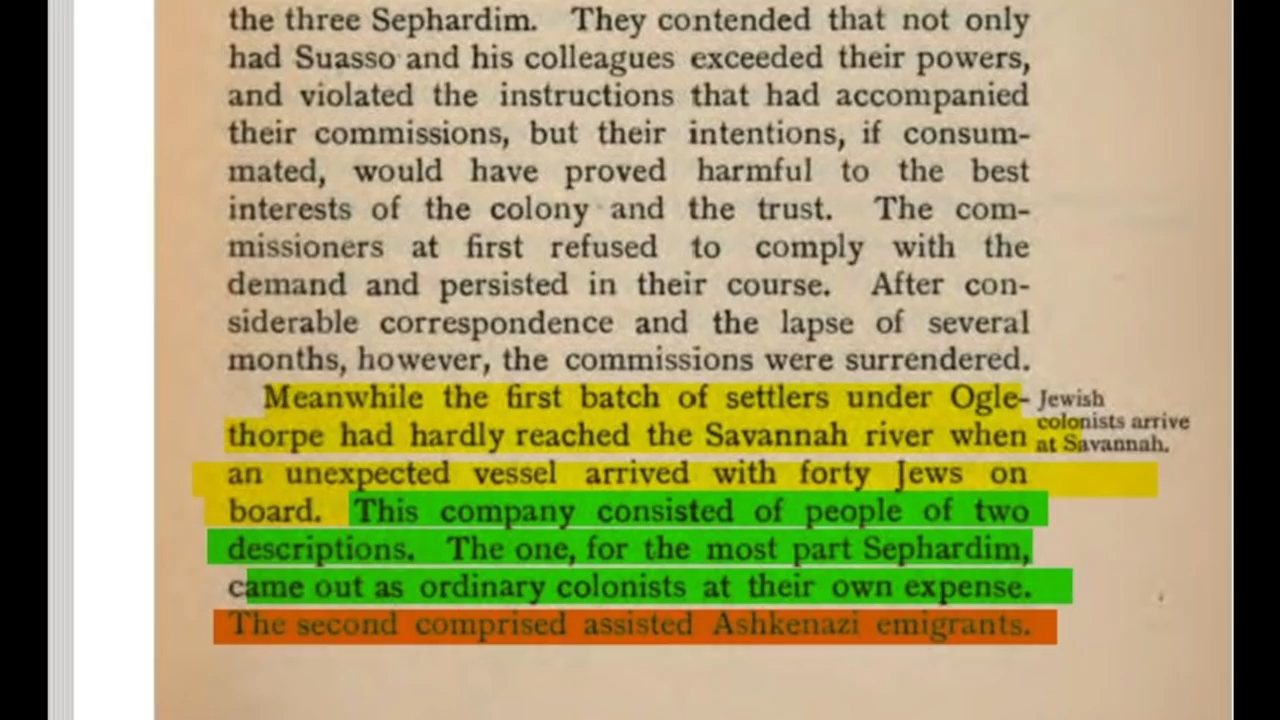 the three Sephardim. They contended that not only
had Suasso and his colleagues exceeded their powers,
and violated the instructions that had accompanied
their commissions, but their intentions, if consum-
mated, would have proved harmful to the best
interests of the colony and the trust. The com-
missioners at first refused to comply with the
demand and persisted in their course. After con-
siderable correspondence and the lapse of several
months, however, the commissions were surrendered.
Meanwhile the first batch of settlers under Ogle-
thorpe had hardly reached the Savannah river when
an unexpected vessel arrived with forty Jews on
board. This company consisted of people of two
descriptions. The one, for the most part Sephardim,
came out as ordinary colonists at their own expense.
The second comprised assisted Ashkenazi emigrants.
Jewish
colonists arrive
at Savannah.